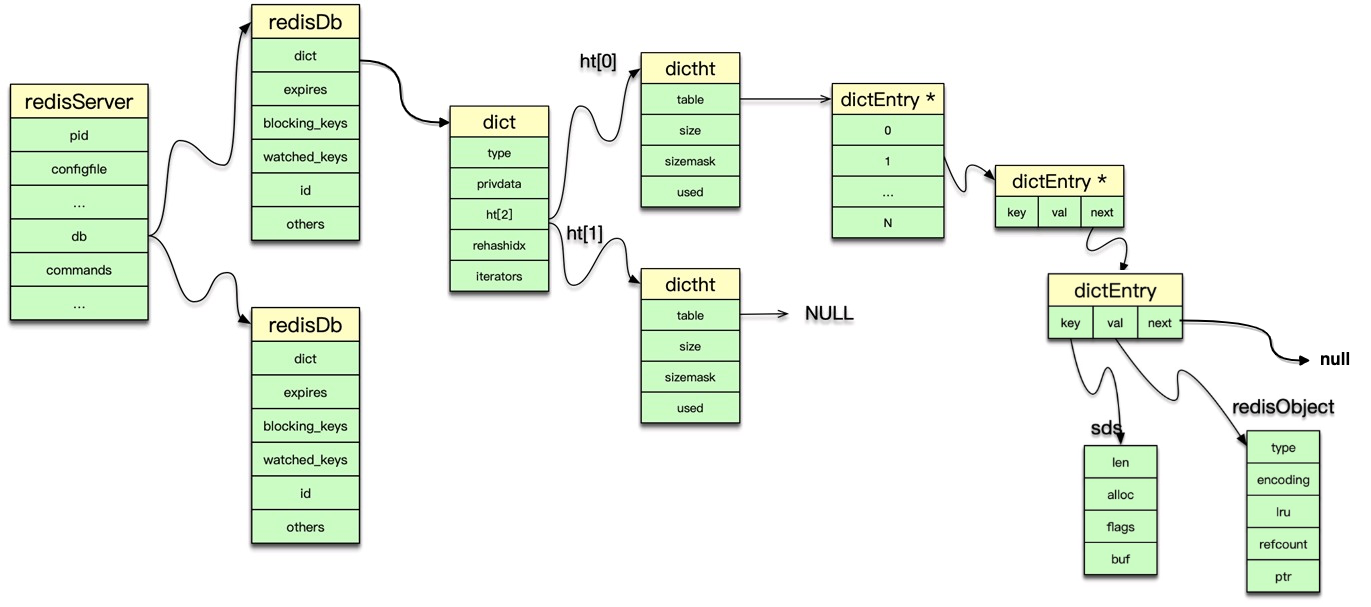 redisServer
pid
configfile
...
db
commands
...
redisDb
dict
expires
blocking_keys
watched_keys
id
others
redisDb
dict
expires
blocking_keys
watched_keys
id
others
dict
type
privdata
ht[2]
rehashidx
iterators
ht[0]
ht[1]
dictht
table
size
sizemask
used
dictht
table
size
sizemask
used
NULL
dictEntry *
0
1
...
N
dictEntry *
key val next
dictEntry
key val next
null
sds
len
alloc
flags
buf
redisObject
type
encoding
lru
refcount
ptr